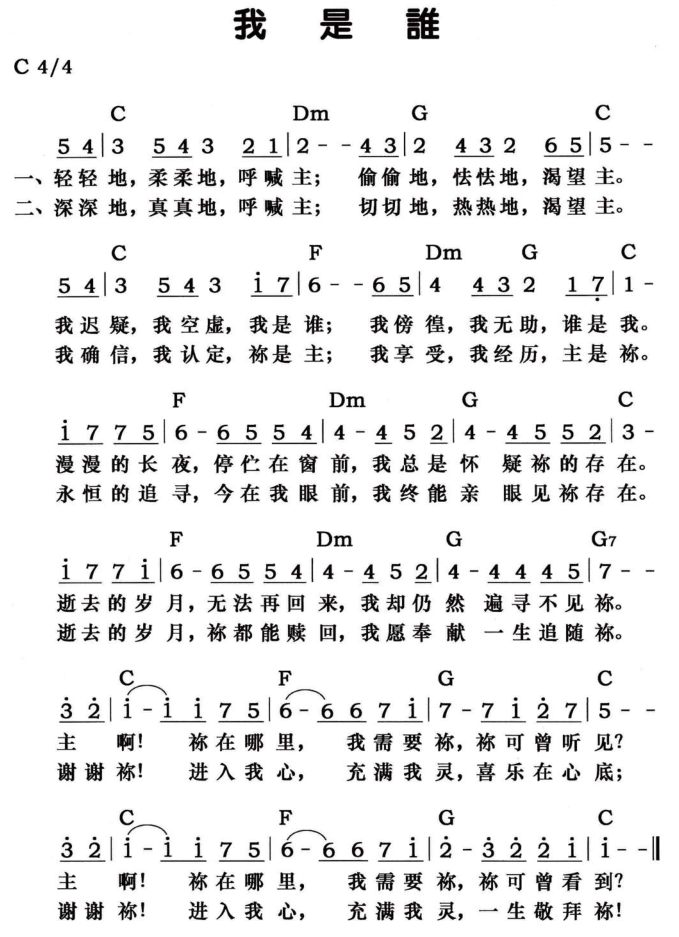 我 是 誰
C 4/4
C Dm G C
5 4|3 5 4 3 2 1|2 - - 4 3|2 4 3 2 6 5|5 - -
一、轻轻地，柔柔地，呼喊主； 偷偷地，怯怯地，渴望主。
二、深深地，真真地，呼喊主； 切切地，热热地，渴望主。
C F Dm G C
5 4|3 5 4 3 i 7|6 - - 6 5|4 4 3 2 1 7̣|1 -
我迟疑，我空虚，我是谁； 我傍徨，我无助，谁是我。
我确信，我认定，祢是主； 我享受，我经历，主是祢。
F Dm G C
i 7 7 5|6 - 6 5 5 4|4 - 4 5 2|4 - 4 5 5 2|3 -
漫漫的长夜，停伫在窗前，我总是怀疑祢的存在。
永恒的追寻，今在我眼前，我终能亲眼见祢存在。
F Dm G G7
i 7 7 i|6 - 6 5 5 4|4 - 4 5 2|4 - 4 4 4 5|7 - -
逝去的岁月，无法再回来，我却仍然遍寻不见祢。
逝去的岁月，祢都能赎回，我愿奉献一生追随祢。
C F G C
3̇ 2̇|i - i i 7 5|6 - 6 6 7 i|7 - 7 i 2̇ 7|5 - -
主 啊！ 祢在哪里， 我需要祢，祢可曾听见？
谢谢祢！ 进入我心， 充满我灵，喜乐在心底；
C F G C
3̇ 2̇|i - i i 7 5|6 - 6 6 7 i|2̇ - 3̇ 2̇ 2̇ i|i - -‖
主 啊！ 祢在哪里， 我需要祢，祢可曾看到？
谢谢祢！ 进入我心， 充满我灵，一生敬拜祢！